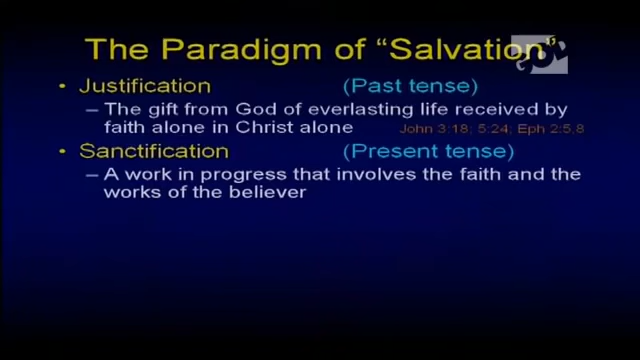 The Paradigm of “Salvation”
• Justification (Past tense)
– The gift from God of everlasting life received by
faith alone in Christ alone John 3:18; 5:24; Eph 2:5,8
• Sanctification (Present tense)
– A work in progress that involves the faith and the
works of the believer